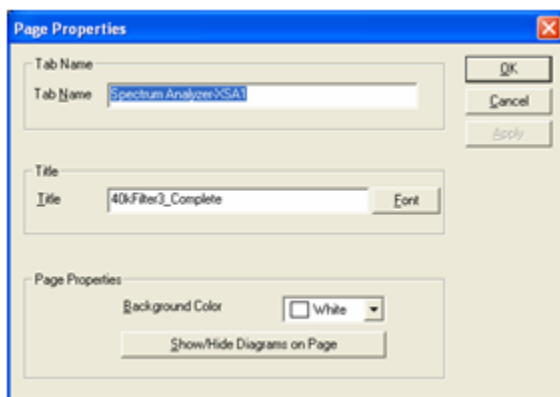 Page Properties
Tab Name
Tab Name Spectrum Analyzer-XSA1
OK
Cancel
Apply
Title
Title 40kFilter3_Complete Font
Page Properties
Background Color White
Show/Hide Diagrams on Page